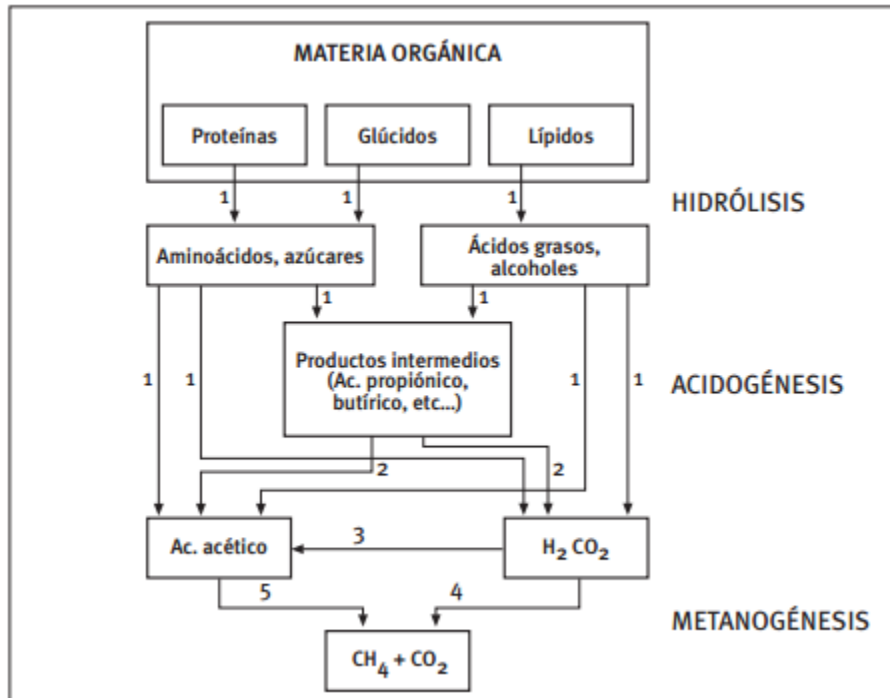 MATERIA ORGÁNICA
Proteínas
Glúcidos
Lípidos
1
1
1
HIDRÓLISIS
Aminoácidos, azúcares
Ácidos grasos,
alcoholes
1
1
1
1
1
1
Productos intermedios
(Ac. propiónico,
butírico, etc...)
ACIDOGÉNESIS
2
2
Ac. acético
3
H₂ CO₂
5
4
METANOGÉNESIS
CH₄ + CO₂